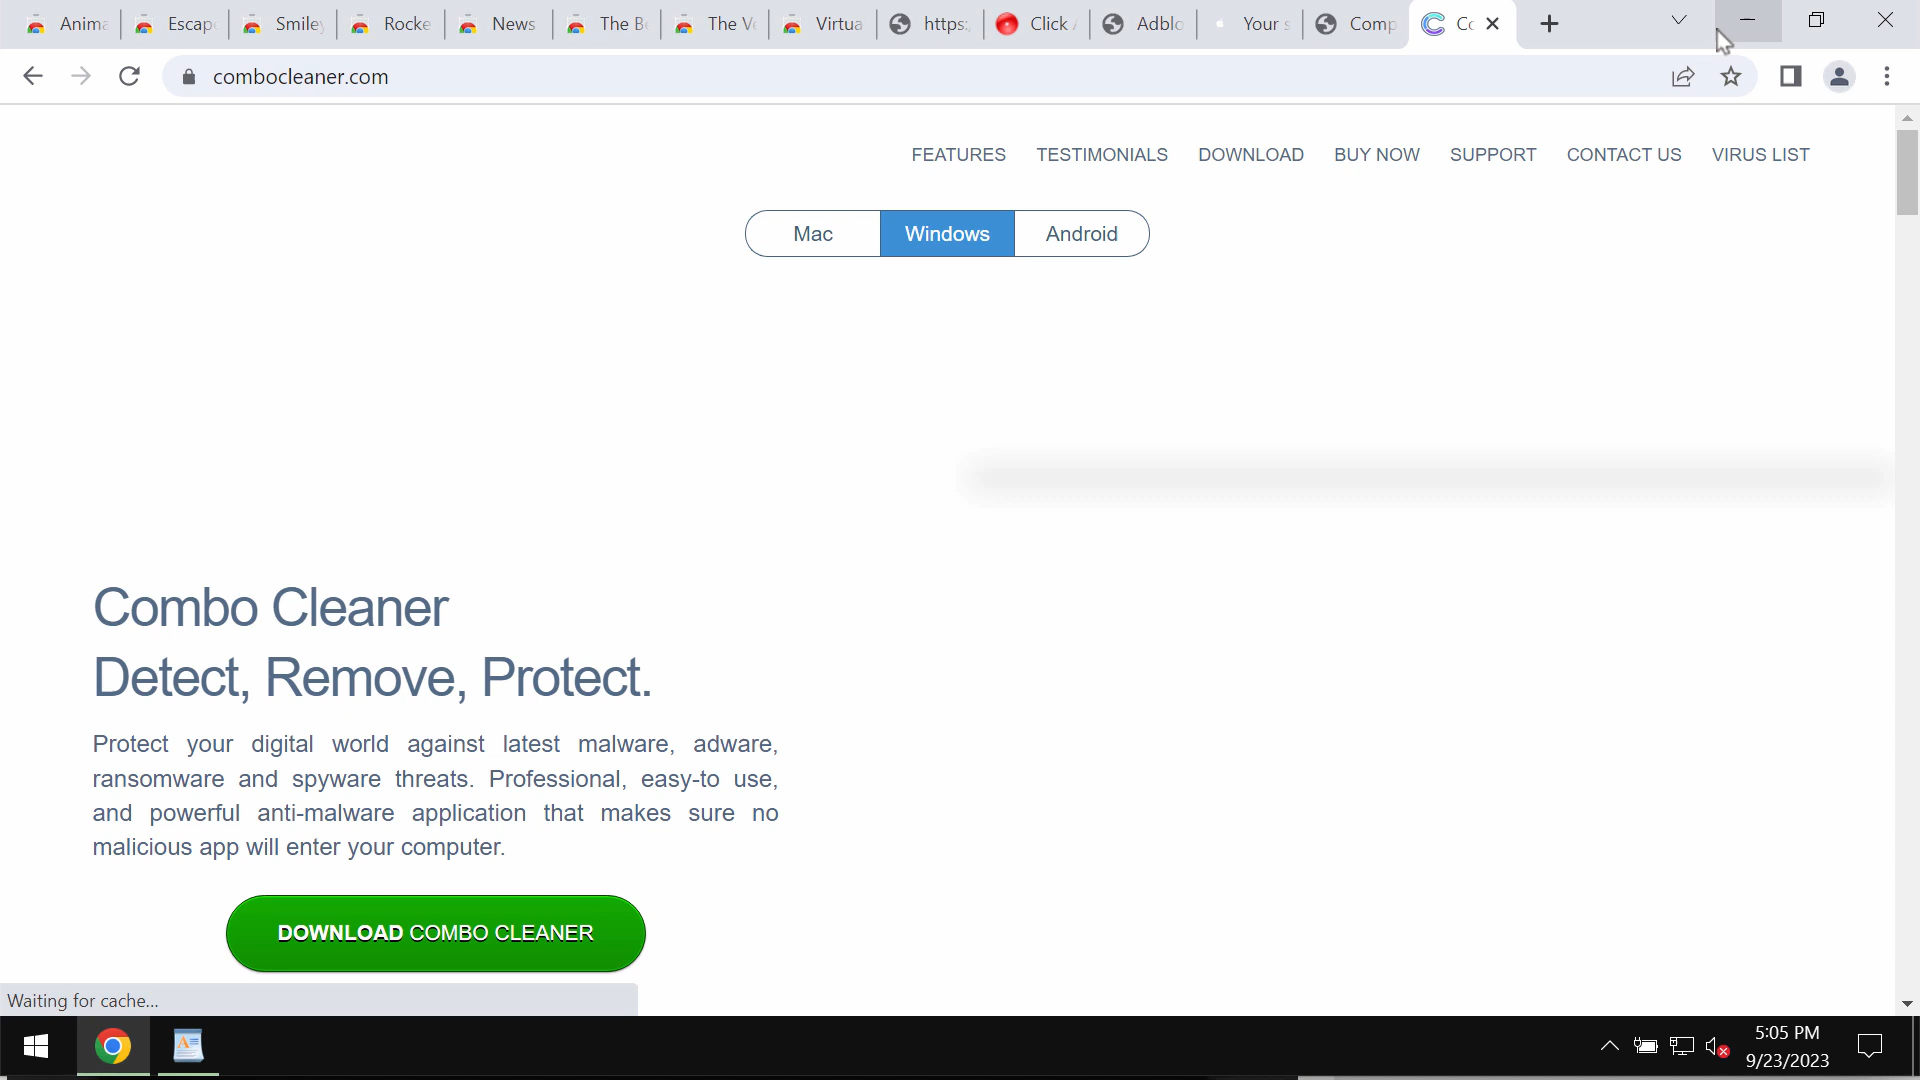 Anima
Escap
Smiley
Rocke
News
The Be
The V
Virtua
https:
Click
Adblo
Your s
Comp
Co
combocleaner.com
FEATURES TESTIMONIALS DOWNLOAD BUY NOW SUPPORT CONTACT US VIRUS LIST
Mac Windows Android
Combo Cleaner
Detect, Remove, Protect.
Protect your digital world against latest malware, adware,
ransomware and spyware threats. Professional, easy-to use,
and powerful anti-malware application that makes sure no
malicious app will enter your computer.
DOWNLOAD COMBO CLEANER
Waiting for cache...
5:05 PM
9/23/2023